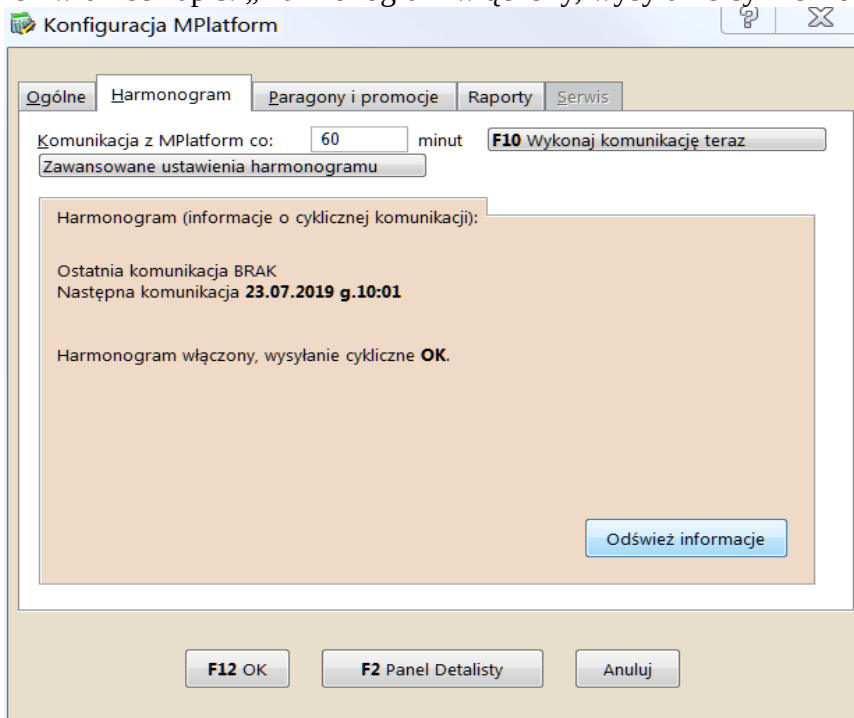 Konfiguracja MPlatform
Ogólne Harmonogram Paragony i promocje Raporty Serwis
Komunikacja z MPlatform co: 60 minut F10 Wykonaj komunikację teraz
Zawansowane ustawienia harmonogramu
Harmonogram (informacje o cyklicznej komunikacji):
Ostatnia komunikacja BRAK
Następna komunikacja 23.07.2019 g.10:01
Harmonogram włączony, wysyłanie cykliczne OK.
Odśwież informacje
F12 OK F2 Panel Detalisty Anuluj